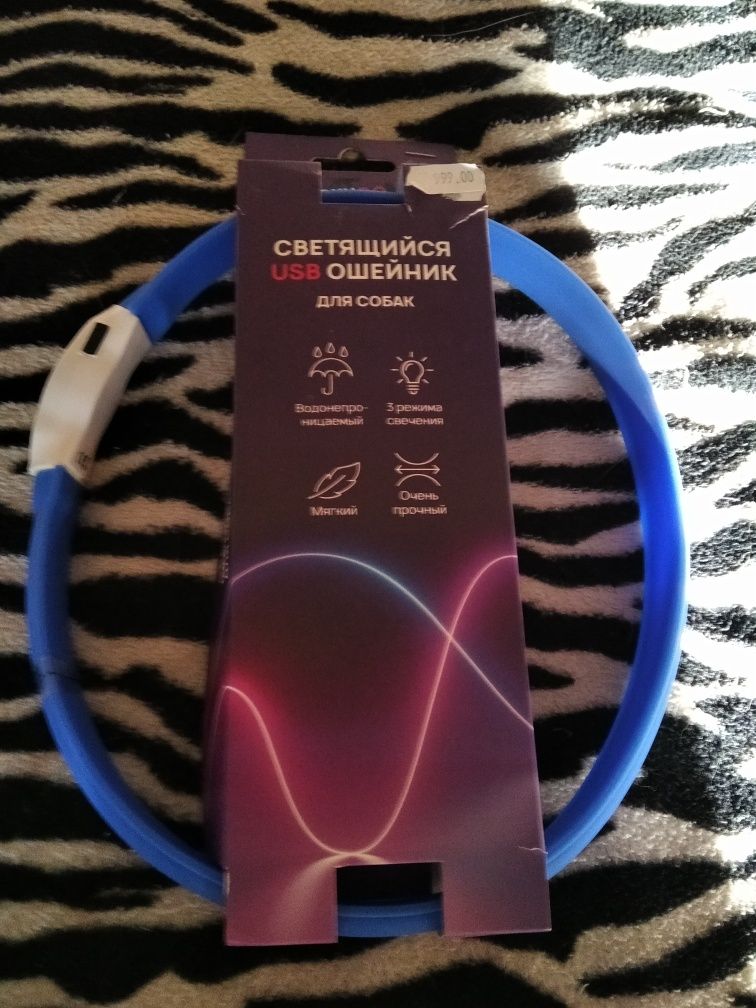 СВЕТЯЩИЙСЯ
USB ОШЕЙНИК
ДЛЯ СОБАК
Водонепро-
ницаемый
3 режима
свечения
Мягкий
Очень
прочный